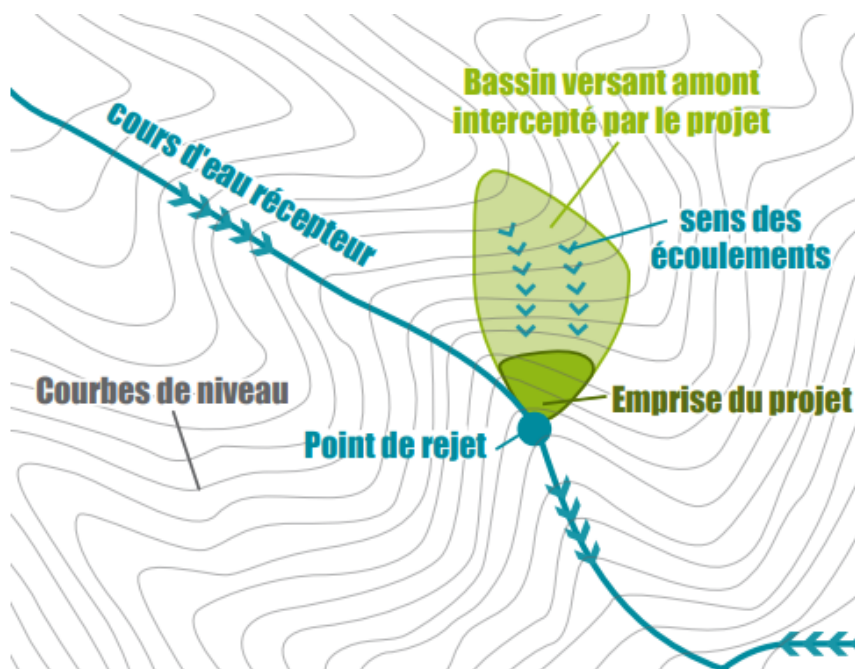 Bassin versant amont
intercepté par le projet
cours d'eau récepteur
sens des
écoulements
Courbes de niveau
Emprise du projet
Point de rejet